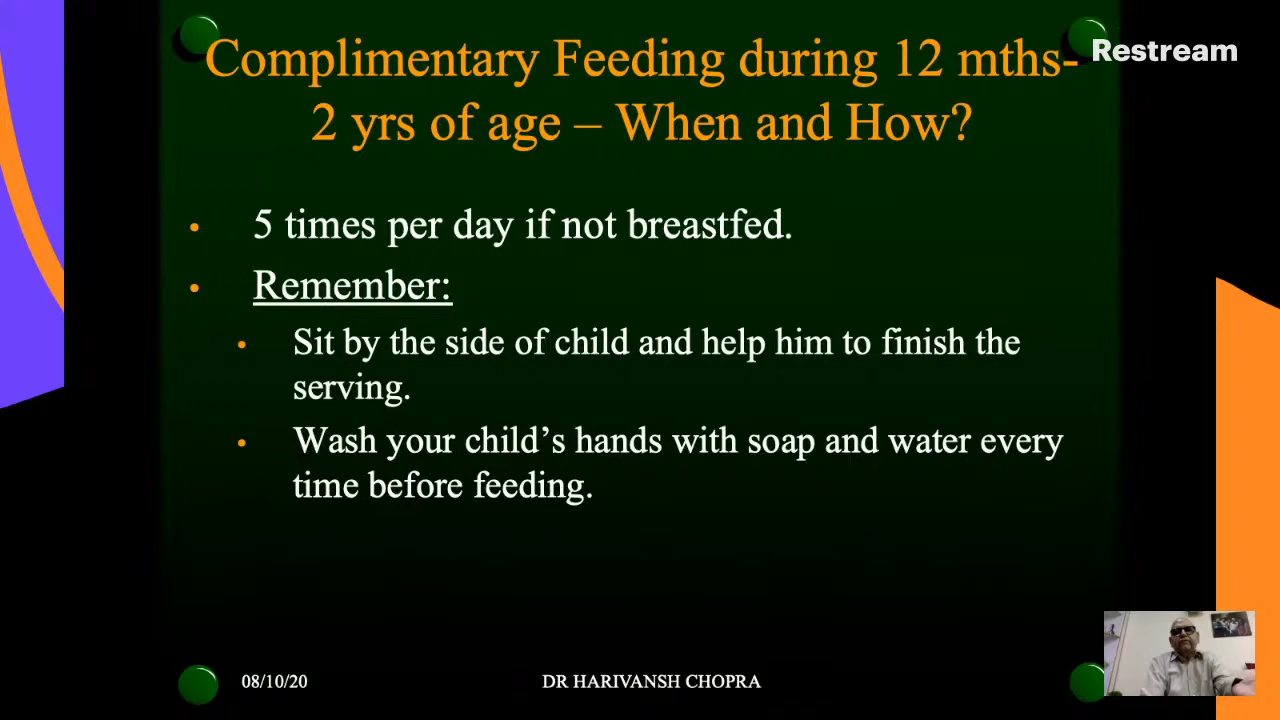 Complimentary Feeding during 12 mths-
Restream
2 yrs of age – When and How?
• 5 times per day if not breastfed.
• Remember:
• Sit by the side of child and help him to finish the
serving.
• Wash your child’s hands with soap and water every
time before feeding.
08/10/20
DR HARIVANSH CHOPRA